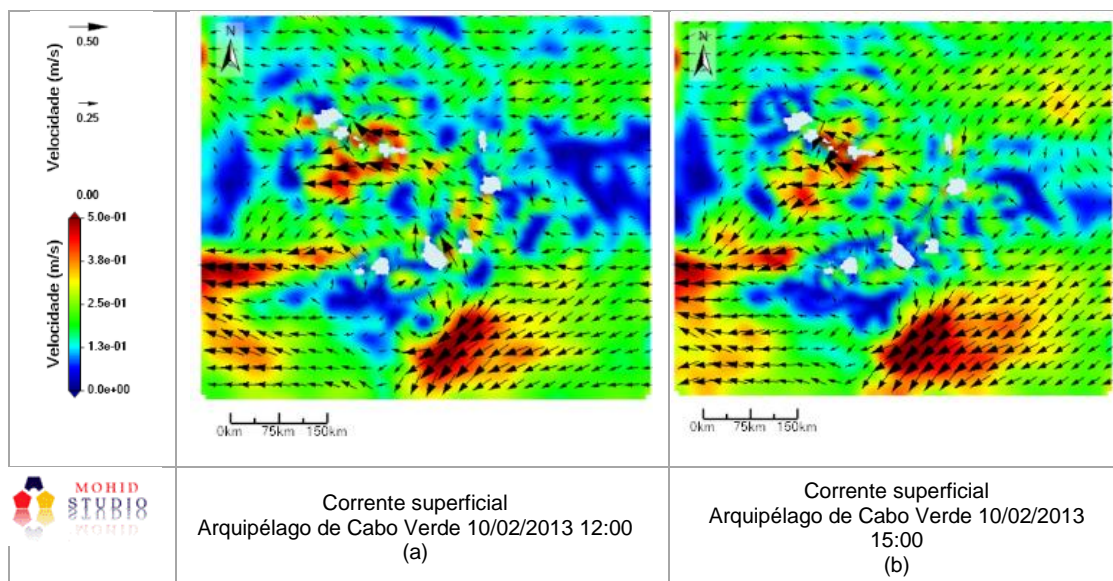 Velocidade (m/s)
0.50
0.25
0.00
Velocidade (m/s)
5.0e-01
3.8e-01
2.5e-01
1.3e-01
0.0e+00
N
0km 75km 150km
N
0km 75km 150km
MOHID
STUDIO
Corrente superficial
Arquipélago de Cabo Verde 10/02/2013 12:00
(a)
Corrente superficial
Arquipélago de Cabo Verde 10/02/2013
15:00
(b)